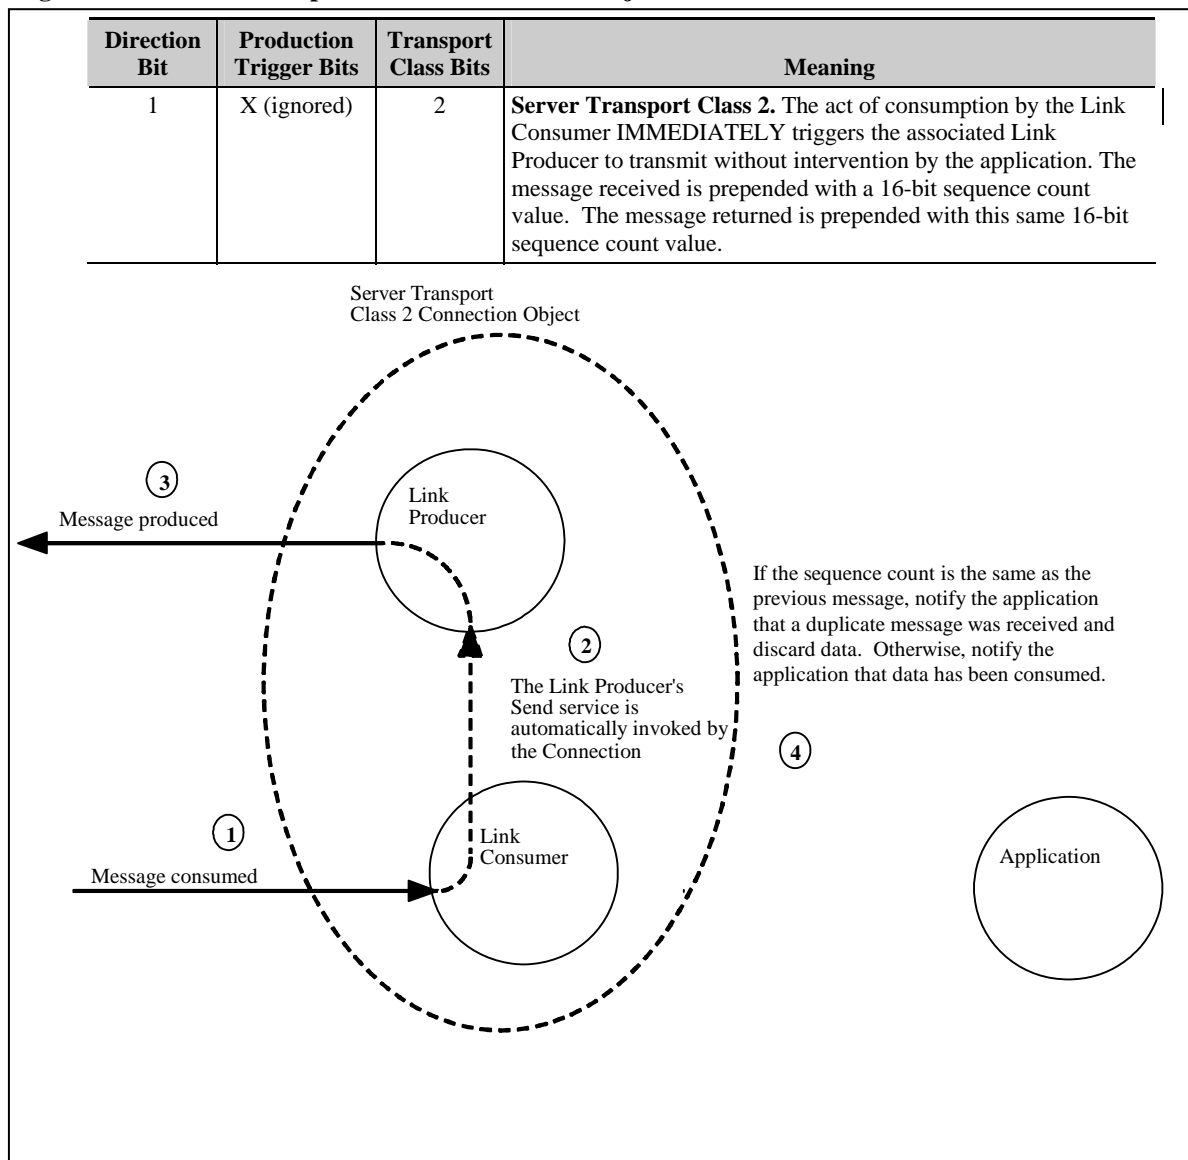 Direction Bit
Production Trigger Bits
Transport Class Bits
Meaning
1
X (ignored)
2
Server Transport Class 2. The act of consumption by the Link
Consumer IMMEDIATELY triggers the associated Link
Producer to transmit without intervention by the application. The
message received is prepended with a 16-bit sequence count
value. The message returned is prepended with this same 16-bit
sequence count value.
Server Transport
Class 2 Connection Object
3
Message produced
Link
Producer
If the sequence count is the same as the
previous message, notify the application
that a duplicate message was received and
discard data. Otherwise, notify the
application that data has been consumed.
2
The Link Producer's
Send service is
automatically invoked by
the Connection
4
1
Message consumed
Link
Consumer
Application